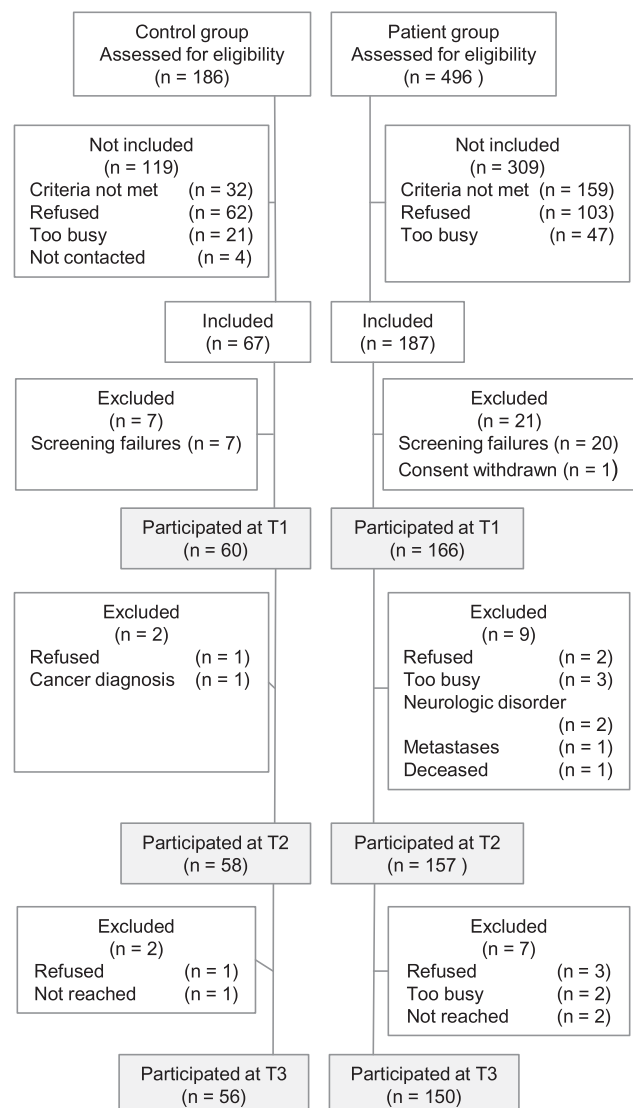 Control group
Assessed for eligibility
(n = 186)
Patient group
Assessed for eligibility
(n = 496 )
Not included
(n = 119)
Criteria not met (n = 32)
Refused (n = 62)
Too busy (n = 21)
Not contacted (n = 4)
Not included
(n = 309)
Criteria not met (n = 159)
Refused (n = 103)
Too busy (n = 47)
Included
(n = 67)
Included
(n = 187)
Excluded
(n = 7)
Screening failures (n = 7)
Excluded
(n = 21)
Screening failures (n = 20)
Consent withdrawn (n = 1)
Participated at T1
(n = 60)
Participated at T1
(n = 166)
Excluded
(n = 2)
Refused (n = 1)
Cancer diagnosis (n = 1)
Excluded
(n = 9)
Refused (n = 2)
Too busy (n = 3)
Neurologic disorder
(n = 2)
Metastases (n = 1)
Deceased (n = 1)
Participated at T2
(n = 58)
Participated at T2
(n = 157 )
Excluded
(n = 2)
Refused (n = 1)
Not reached (n = 1)
Excluded
(n = 7)
Refused (n = 3)
Too busy (n = 2)
Not reached (n = 2)
Participated at T3
(n = 56)
Participated at T3
(n = 150)